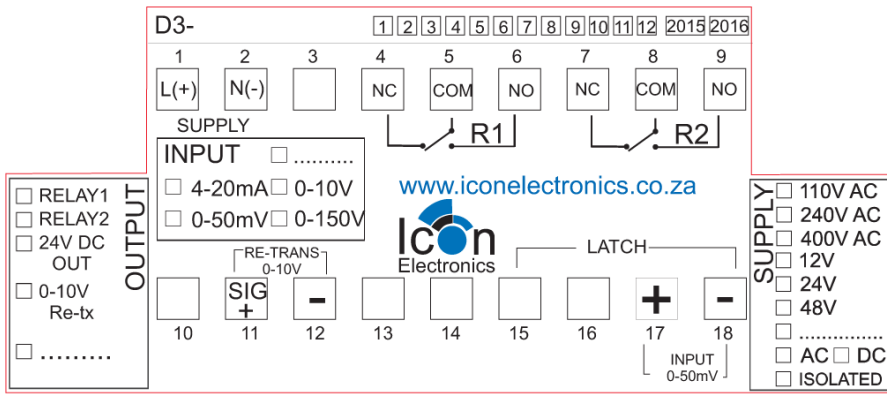 D3- 1 2 3 4 5 6 7 8 9 10 11 12 2015 2016
1 2 3 4 5 6 7 8 9
L(+) N(-) NC COM NO NC COM NO
SUPPLY
R1 R2
INPUT ..........
4-20mA 0-10V
0-50mV 0-150V
www.iconelectronics.co.za
Icon
Electronics
OUTPUT
RELAY1
RELAY2
24V DC
OUT
0-10V
Re-tx
.........
RE-TRANS
0-10V
LATCH
SIG
+ - + -
10 11 12 13 14 15 16 17 18
INPUT
0-50mV
SUPPLY
110V AC
240V AC
400V AC
12V
24V
48V
...............
AC DC
ISOLATED